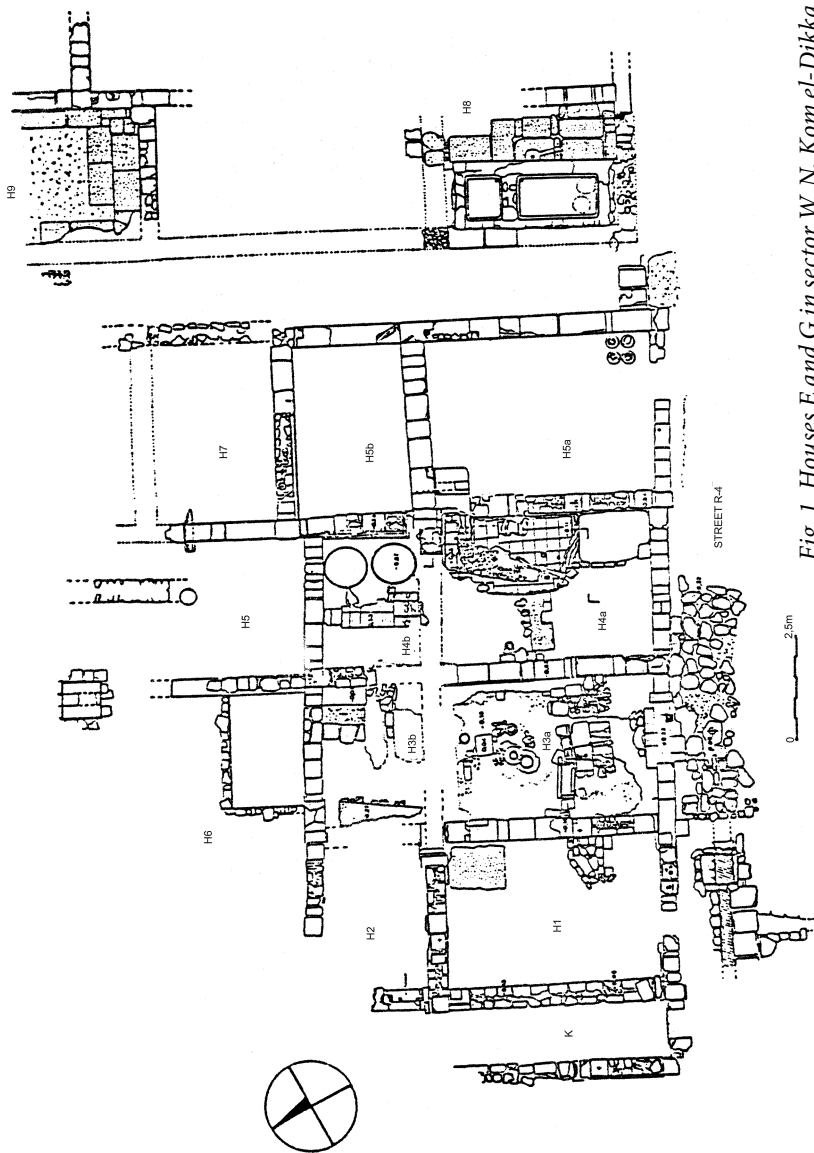 H9
H8
H7
H5b
H5a
STREET R-4
H5
H4b
H4a
H3b
H3a
H6
H2
H1
K
0
2.5m
Fig. 1. Houses F and G in sector W, N, Kom el-Dikka